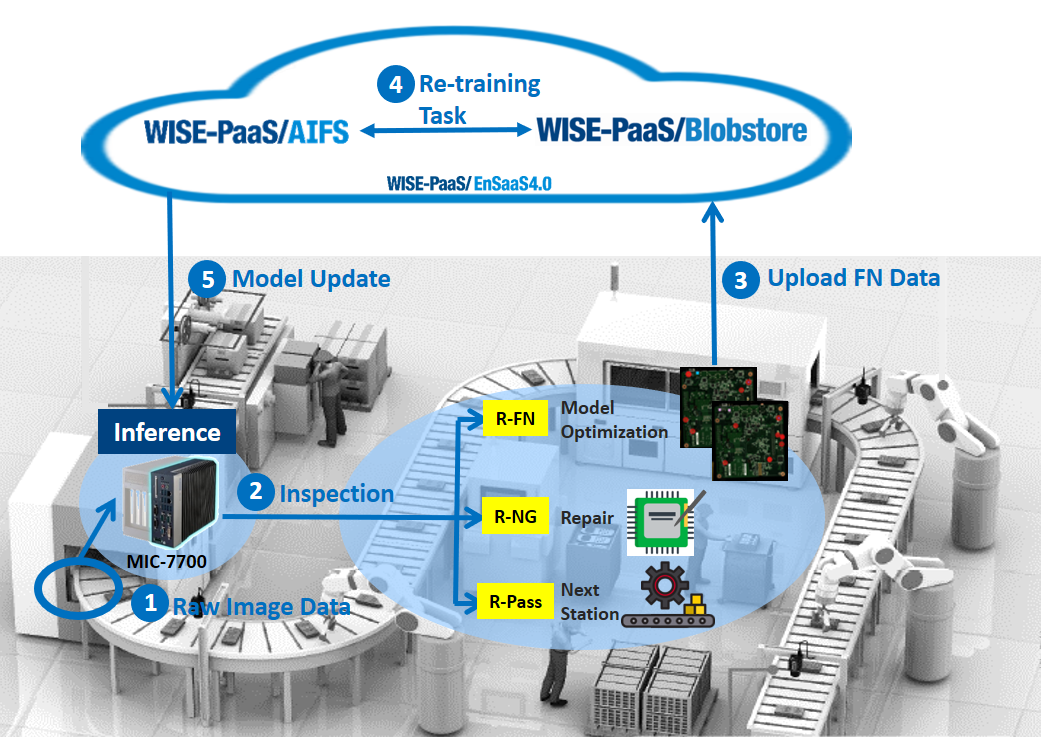 4 Re-training
Task
WISE-PaaS/AIFS
WISE-PaaS/Blobstore
WISE-PaaS/EnSaaS4.0
5 Model Update
3 Upload FN Data
Inference
MIC-7700
2 Inspection
1 Raw Image Data
R-FN
Model
Optimization
R-NG
Repair
R-Pass
Next
Station